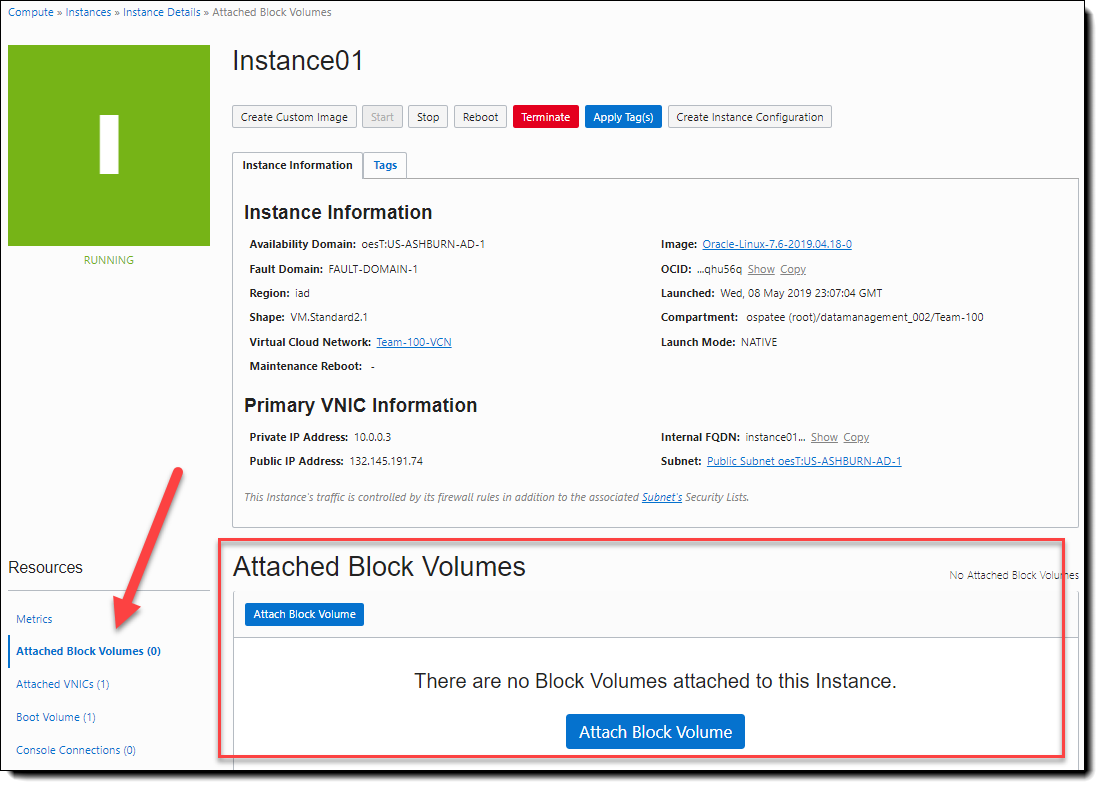 Compute » Instances » Instance Details » Attached Block Volumes
I
RUNNING
Instance01
Create Custom Image Start Stop Reboot Terminate Apply Tag(s) Create Instance Configuration
Instance Information Tags
Instance Information
Availability Domain: oesT:US-ASHBURN-AD-1
Fault Domain: FAULT-DOMAIN-1
Region: iad
Shape: VM.Standard2.1
Virtual Cloud Network: Team-100-VCN
Maintenance Reboot: -
Image: Oracle-Linux-7.6-2019.04.18-0
OCID: ...qhu56q Show Copy
Launched: Wed, 08 May 2019 23:07:04 GMT
Compartment: ospatee (root)/datamanagement_002/Team-100
Launch Mode: NATIVE
Primary VNIC Information
Private IP Address: 10.0.0.3
Public IP Address: 132.145.191.74
Internal FQDN: instance01... Show Copy
Subnet: Public Subnet oesT:US-ASHBURN-AD-1
This Instance's traffic is controlled by its firewall rules in addition to the associated Subnet's Security Lists.
Resources
Metrics
Attached Block Volumes (0)
Attached VNICs (1)
Boot Volume (1)
Console Connections (0)
Attached Block Volumes
No Attached Block Volumes
Attach Block Volume
There are no Block Volumes attached to this Instance.
Attach Block Volume